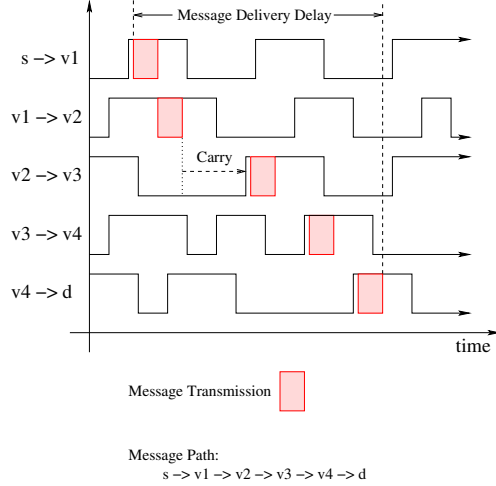 Message Delivery Delay
s -> v1
v1 -> v2
Carry
v2 -> v3
v3 -> v4
v4 -> d
time
Message Transmission
Message Path:
s -> v1 -> v2 -> v3 -> v4 -> d